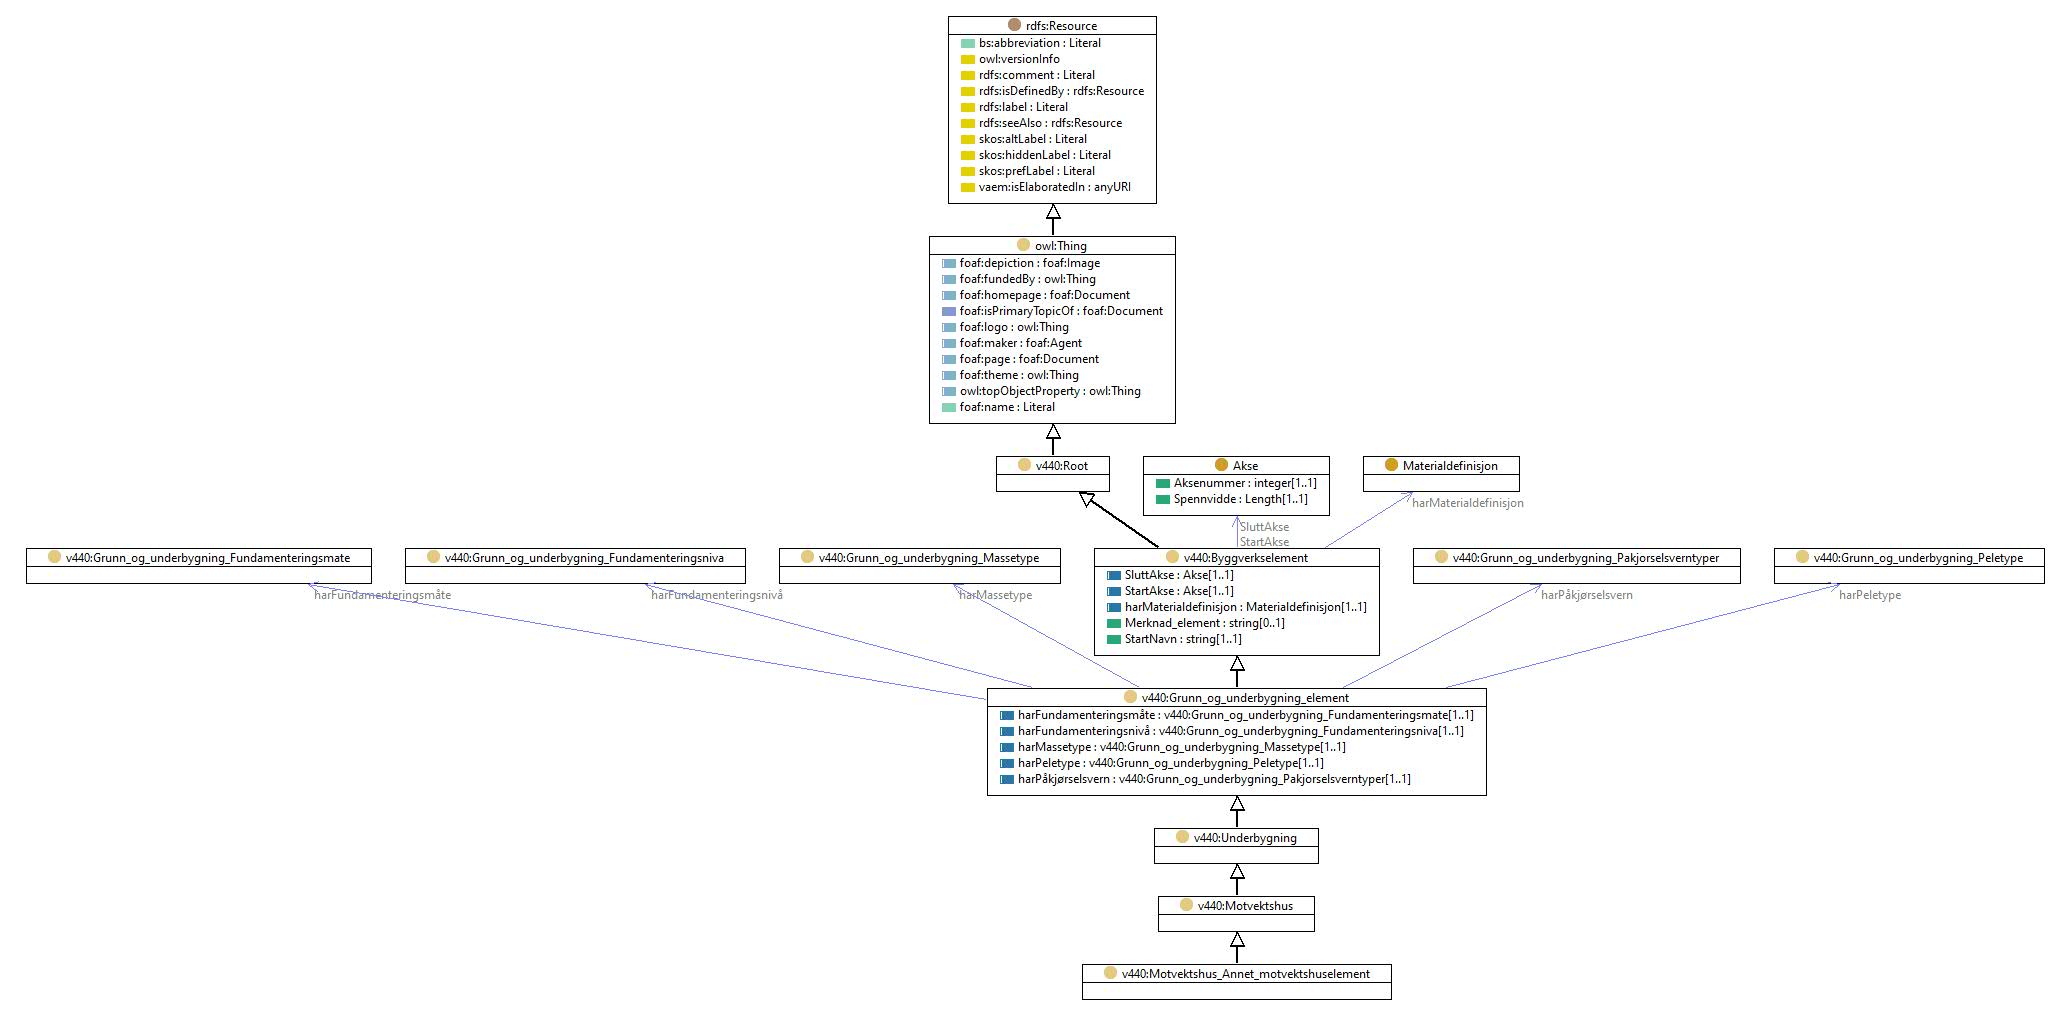 rdfs:Resource
bs:abbreviation : Literal
owl:versionInfo
rdfs:comment : Literal
rdfs:isDefinedBy : rdfs:Resource
rdfs:label : Literal
rdfs:seeAlso : rdfs:Resource
skos:altLabel : Literal
skos:hiddenLabel : Literal
skos:prefLabel : Literal
vaem:isElaboratedIn : anyURI
owl:Thing
foaf:depiction : foaf:Image
foaf:fundedBy : owl:Thing
foaf:homepage : foaf:Document
foaf:isPrimaryTopicOf : foaf:Document
foaf:logo : owl:Thing
foaf:maker : foaf:Agent
foaf:page : foaf:Document
foaf:theme : owl:Thing
owl:topObjectProperty : owl:Thing
foaf:name : Literal
v440:Root
Akse
Aksenummer : integer[1..1]
Spennvidde : Length[1..1]
Materialdefinisjon
harMaterialdefinisjon
SluttAkse
StartAkse
v440:Grunn_og_underbygning_Fundamenteringsmate
v440:Grunn_og_underbygning_Fundamenteringsniva
v440:Grunn_og_underbygning_Massetype
v440:Byggverkselement
SluttAkse : Akse[1..1]
StartAkse : Akse[1..1]
harMaterialdefinisjon : Materialdefinisjon[1..1]
Merknad_element : string[0..1]
StartNavn : string[1..1]
v440:Grunn_og_underbygning_Pakjorselsverntyper
v440:Grunn_og_underbygning_Peletype
harFundamenteringsmåte
harFundamenteringsnivå
harMassetype
harPåkjørselsvern
harPeletype
v440:Grunn_og_underbygning_element
harFundamenteringsmåte : v440:Grunn_og_underbygning_Fundamenteringsmate[1..1]
harFundamenteringsnivå : v440:Grunn_og_underbygning_Fundamenteringsniva[1..1]
harMassetype : v440:Grunn_og_underbygning_Massetype[1..1]
harPeletype : v440:Grunn_og_underbygning_Peletype[1..1]
harPåkjørselsvern : v440:Grunn_og_underbygning_Pakjorselsverntyper[1..1]
v440:Underbygning
v440:Motvektshus
v440:Motvektshus_Annet_motvektshuselement